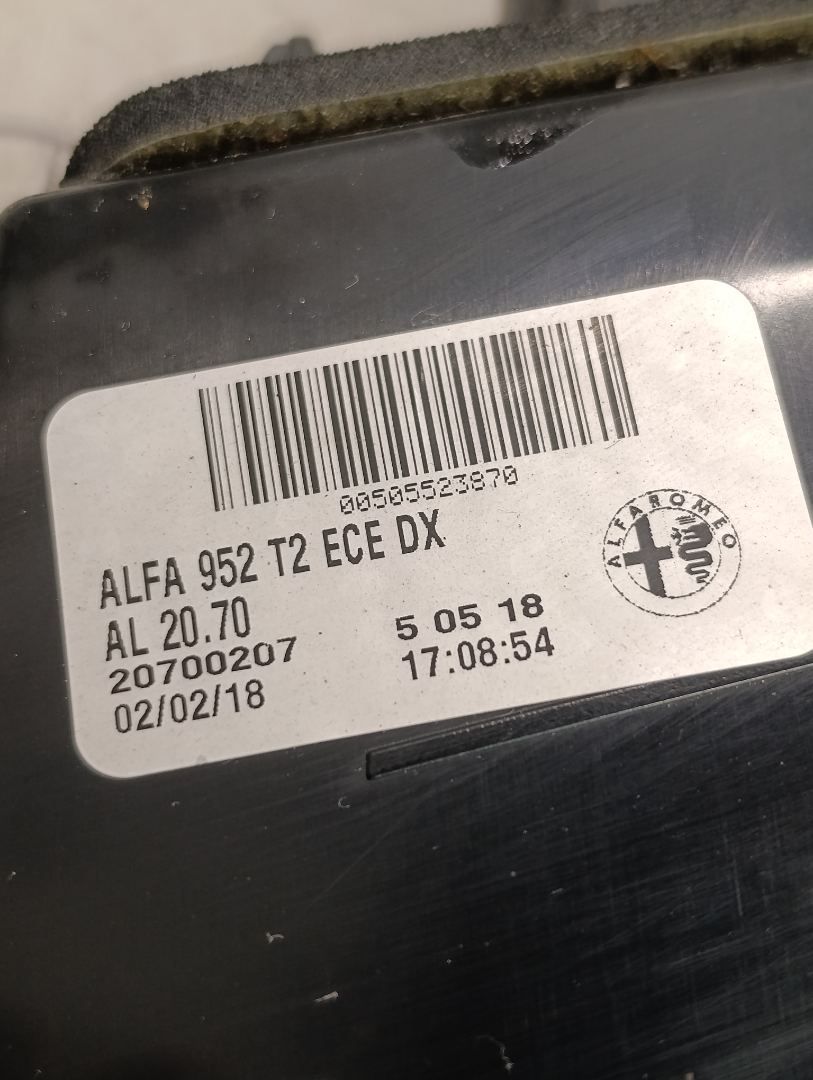 00505523870
ALFA 952 T2 ECE DX
AL 20.70
20700207
02/02/18
5 05 18
17:08:54
ALFA ROMEO